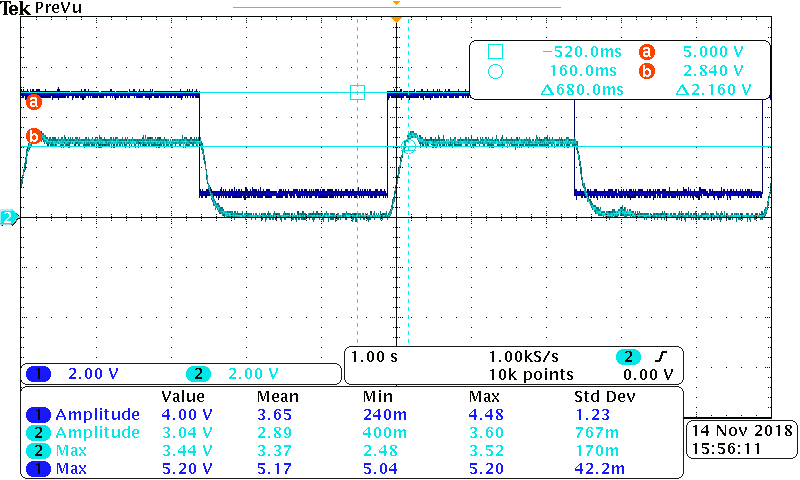 Tek PreVu
−520.0ms a 5.000 V
160.0ms b 2.840 V
Δ680.0ms Δ2.160 V
a
b
2
1 2.00 V 2 2.00 V
1.00 s 1.00kS/s 2
10k points 0.00 V
Value Mean Min Max Std Dev
1 Amplitude 4.00 V 3.65 240m 4.48 1.23
2 Amplitude 3.04 V 2.89 400m 3.60 767m
2 Max 3.44 V 3.37 2.48 3.52 170m
1 Max 5.20 V 5.17 5.04 5.20 42.2m
14 Nov 2018
15:56:11